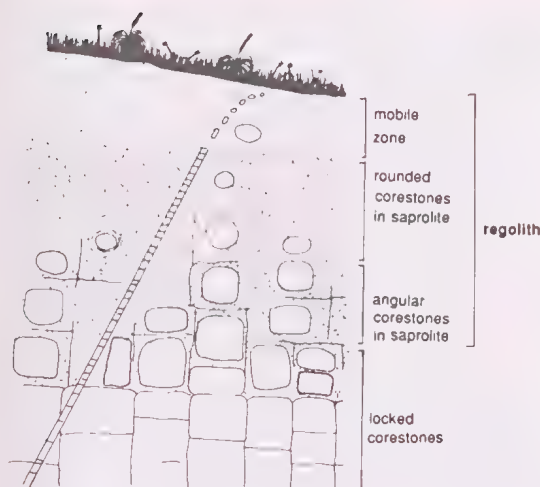 mobile
zone
rounded
corestones
in saprolite
regolith
angular
corestones
in saprolite
locked
corestones